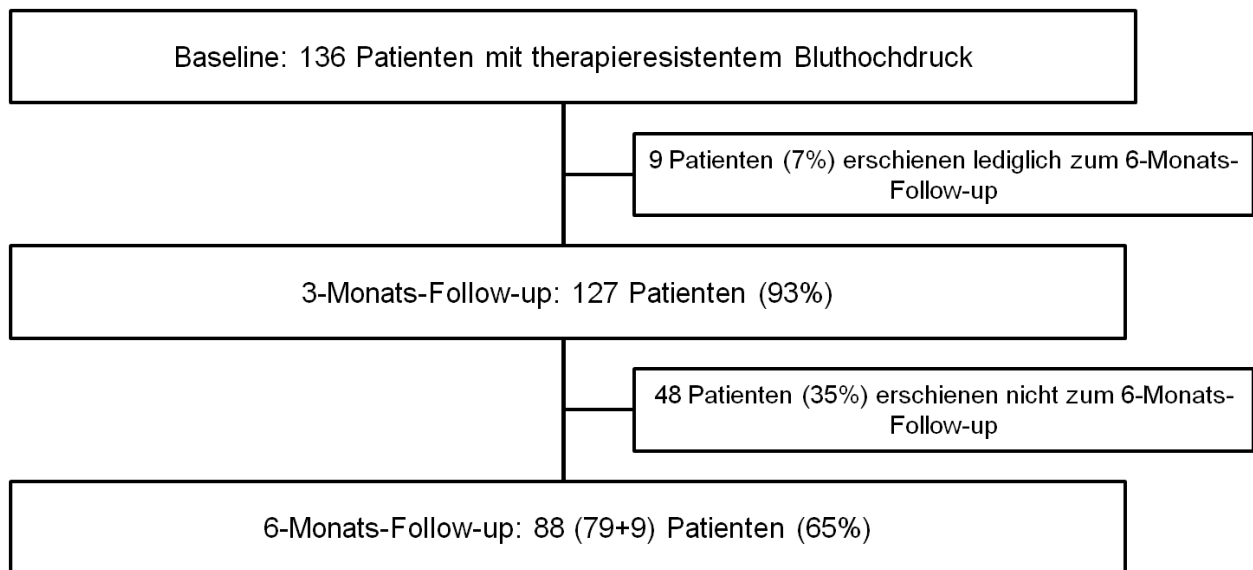 Baseline: 136 Patienten mit therapieresistentem Bluthochdruck
9 Patienten (7%) erschienen lediglich zum 6-Monats-
Follow-up
3-Monats-Follow-up: 127 Patienten (93%)
48 Patienten (35%) erschienen nicht zum 6-Monats-
Follow-up
6-Monats-Follow-up: 88 (79+9) Patienten (65%)